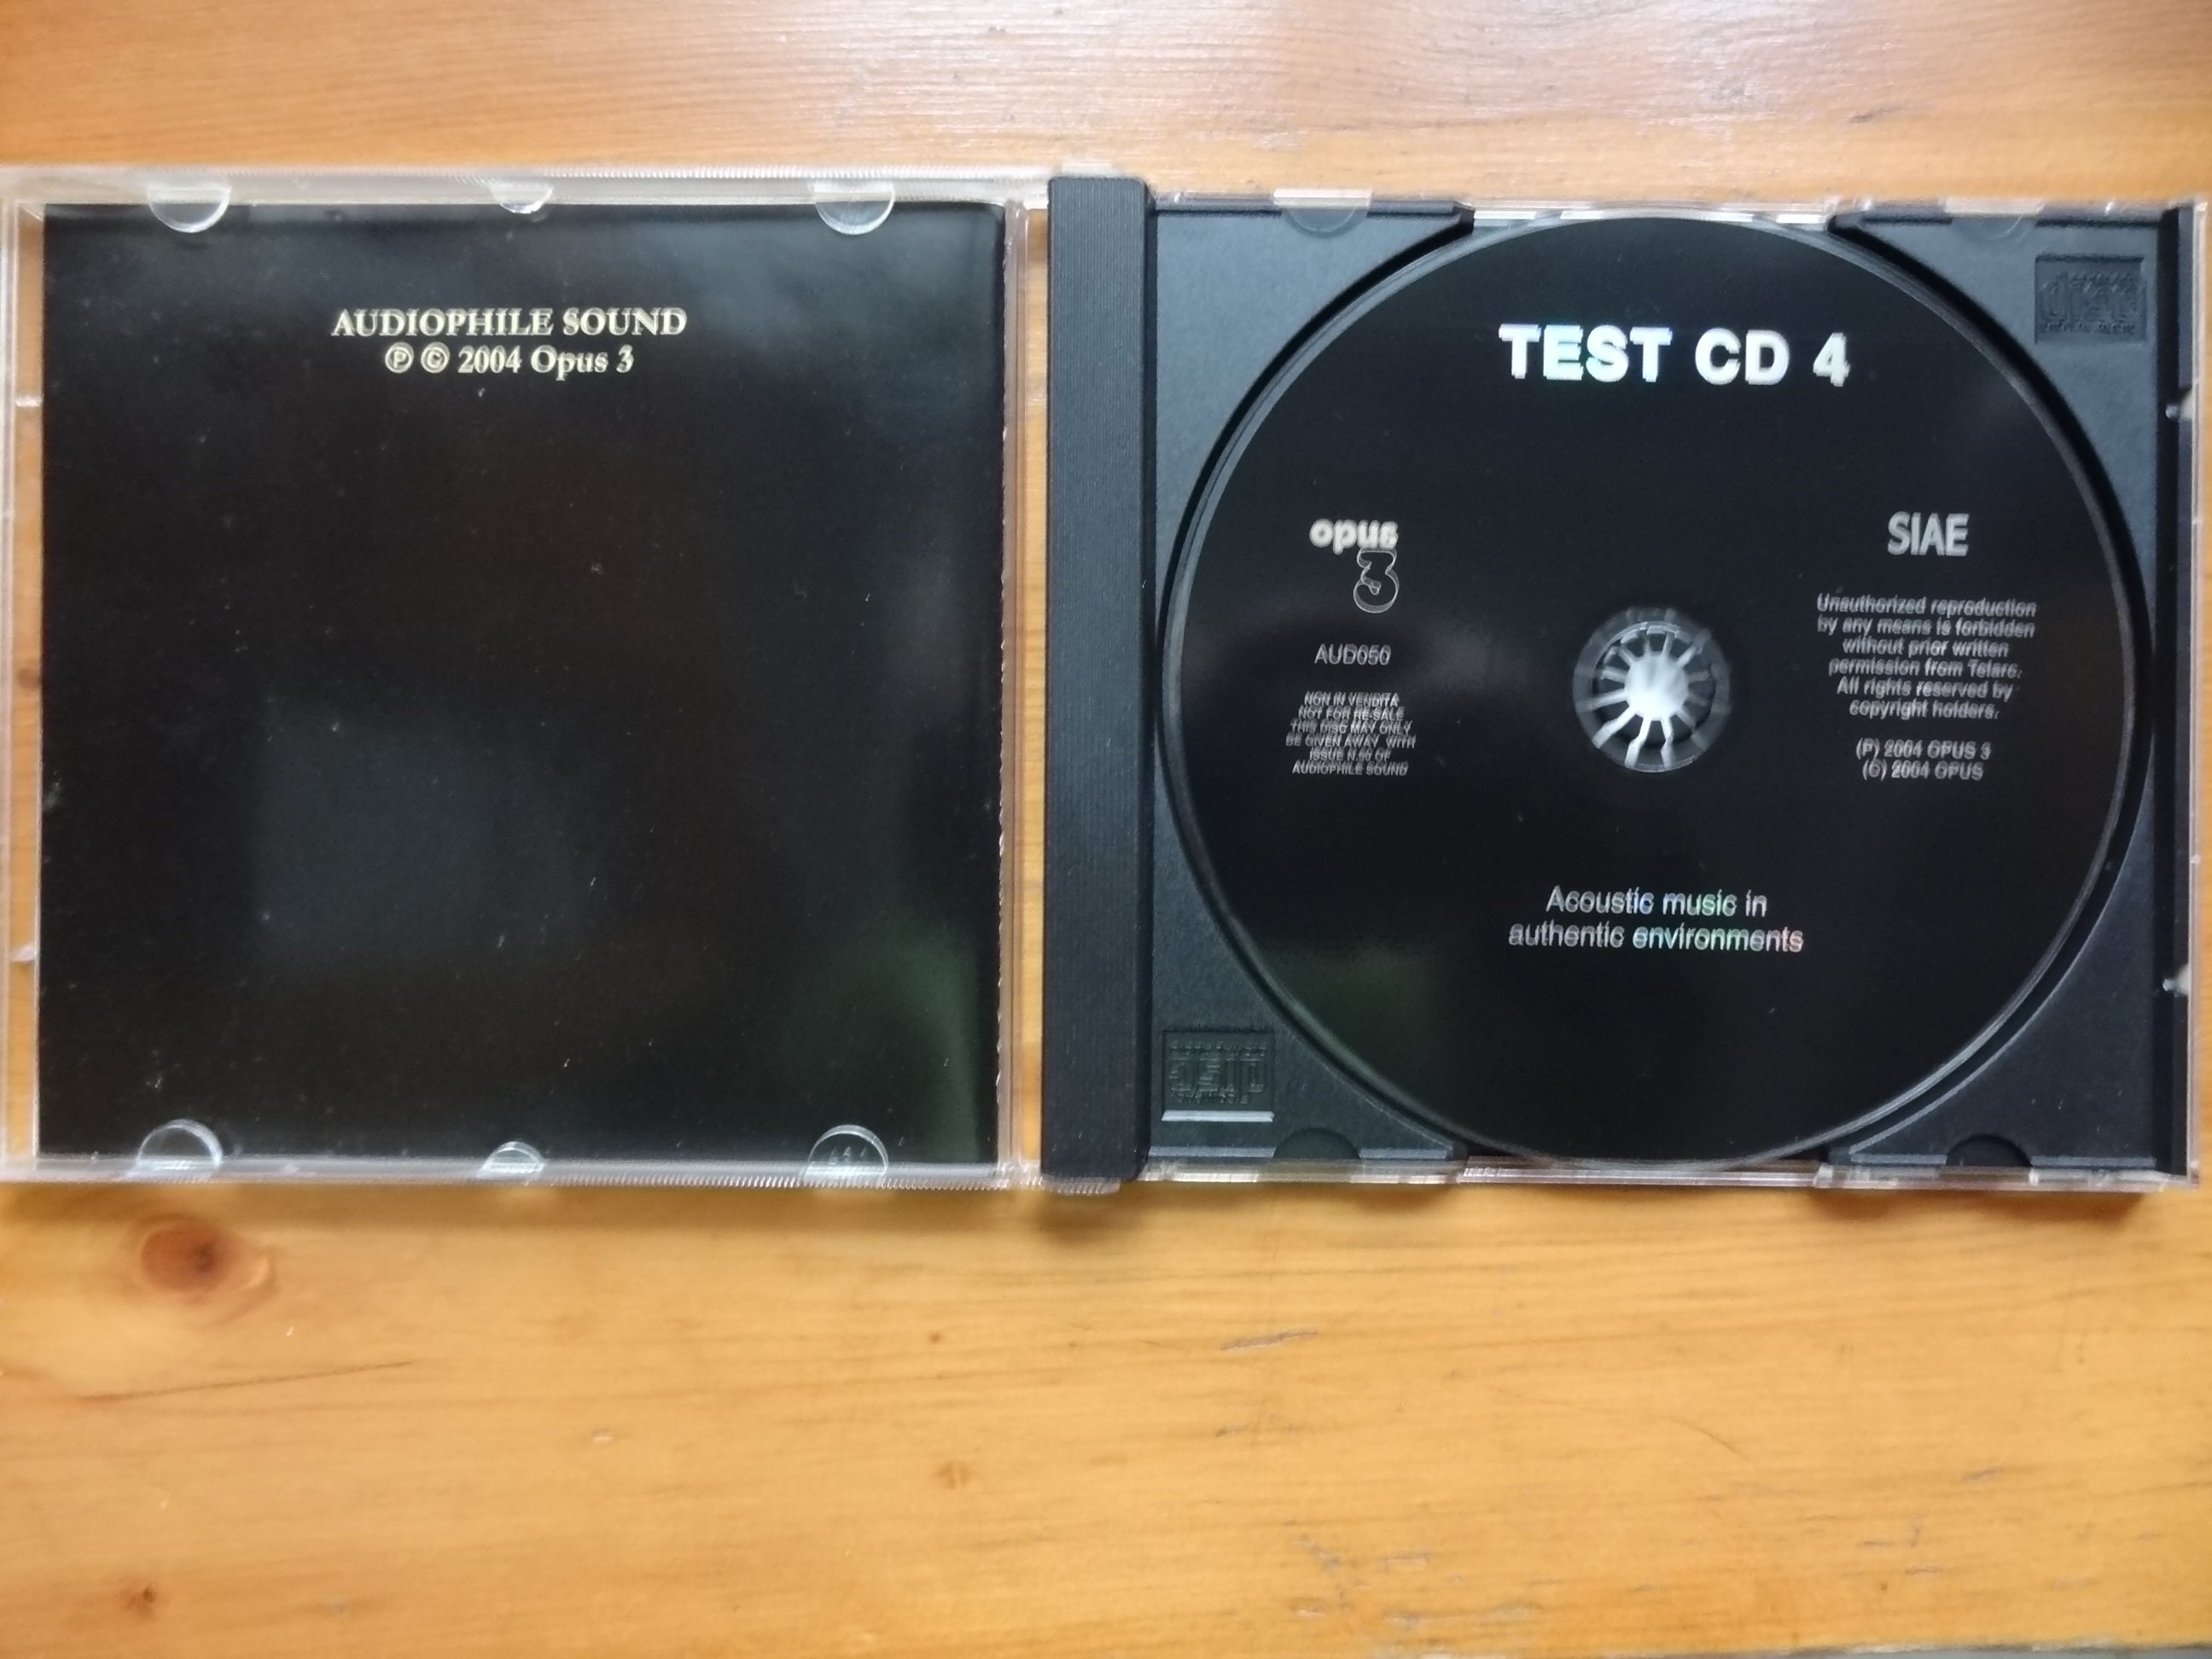 AUDIOPHILE SOUND
℗ © 2004 Opus 3
TEST CD 4
opus
3
AUD050
NON IN VENDITA
NOT FOR RE-SALE
THIS DISC MAY ONLY
BE GIVEN AWAY WITH
ISSUE N.50 OF
AUDIOPHILE SOUND
SIAE
Unauthorized reproduction
by any means is forbidden
without prior written
permission from Telarc.
All rights reserved by
copyright holders.
(P) 2004 OPUS 3
(C) 2004 OPUS
Acoustic music in
authentic environments